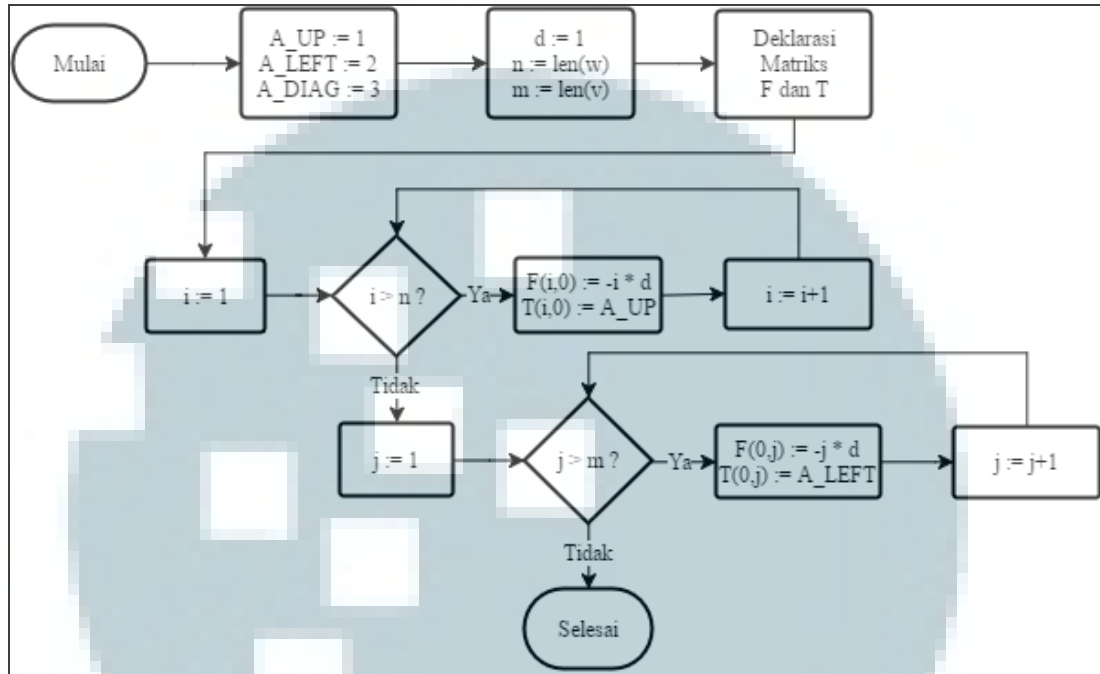 Mulai
A_UP := 1
A_LEFT := 2
A_DIAG := 3
d := 1
n := len(w)
m := len(v)
Deklarasi
Matriks
F dan T
i := 1
i > n ?
Ya
F(i,0) := -i * d
T(i,0) := A_UP
i := i+1
Tidak
j := 1
j > m ?
Ya
F(0,j) := -j * d
T(0,j) := A_LEFT
j := j+1
Tidak
Selesai